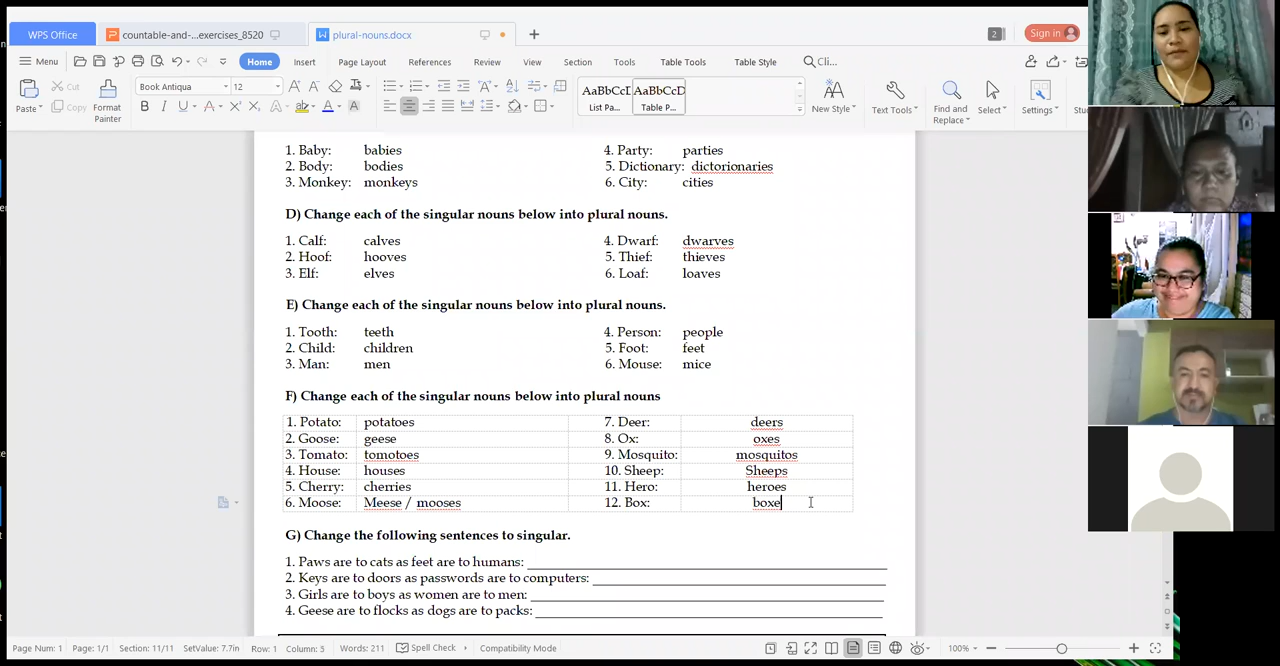 WPS Office countable-and-...exercises_8520 plural-nouns.docx 2 Sign in
Menu Home Insert Page Layout References Review View Section Tools Table Tools Table Style Cli...
Cut Book Antiqua 12 AaBbCcD AaBbCcD
Paste Copy Format Painter List Pa... Table P... New Style Text Tools Find and Replace Select Settings
1. Baby: babies 4. Party: parties
2. Body: bodies 5. Dictionary: dictorionaries
3. Monkey: monkeys 6. City: cities
D) Change each of the singular nouns below into plural nouns.
1. Calf: calves 4. Dwarf: dwarves
2. Hoof: hooves 5. Thief: thieves
3. Elf: elves 6. Loaf: loaves
E) Change each of the singular nouns below into plural nouns.
1. Tooth: teeth 4. Person: people
2. Child: children 5. Foot: feet
3. Man: men 6. Mouse: mice
F) Change each of the singular nouns below into plural nouns
1. Potato: potatoes 7. Deer: deers
2. Goose: geese 8. Ox: oxes
3. Tomato: tomotoes 9. Mosquito: mosquitos
4. House: houses 10. Sheep: Sheeps
5. Cherry: cherries 11. Hero: heroes
6. Moose: Meese / mooses 12. Box: boxe
G) Change the following sentences to singular.
1. Paws are to cats as feet are to humans:
2. Keys are to doors as passwords are to computers:
3. Girls are to boys as women are to men:
4. Geese are to flocks as dogs are to packs:
Page Num: 1 Page: 1/1 Section: 11/11 SetValue: 7.7in Row: 1 Column: 5 Words: 211 Spell Check Compatibility Mode 100%